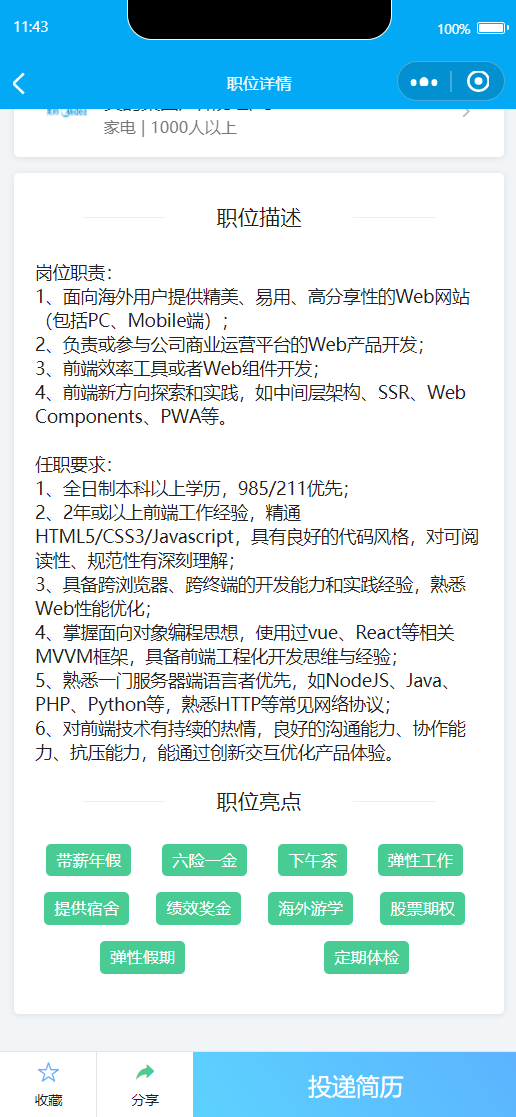 11:43
100%
职位详情
家电 | 1000人以上
职位描述
岗位职责：
1、面向海外用户提供精美、易用、高分享性的Web网站
（包括PC、Mobile端）；
2、负责或参与公司商业运营平台的Web产品开发；
3、前端效率工具或者Web组件开发；
4、前端新方向探索和实践，如中间层架构、SSR、Web
Components、PWA等。
任职要求：
1、全日制本科以上学历，985/211优先；
2、2年或以上前端工作经验，精通
HTML5/CSS3/Javascript，具有良好的代码风格，对可阅
读性、规范性有深刻理解；
3、具备跨浏览器、跨终端的开发能力和实践经验，熟悉
Web性能优化；
4、掌握面向对象编程思想，使用过vue、React等相关
MVVM框架，具备前端工程化开发思维与经验；
5、熟悉一门服务器端语言者优先，如NodeJS、Java、
PHP、Python等，熟悉HTTP等常见网络协议；
6、对前端技术有持续的热情，良好的沟通能力、协作能
力、抗压能力，能通过创新交互优化产品体验。
职位亮点
带薪年假 六险一金 下午茶 弹性工作
提供宿舍 绩效奖金 海外游学 股票期权
弹性假期 定期体检
收藏 分享 投递简历